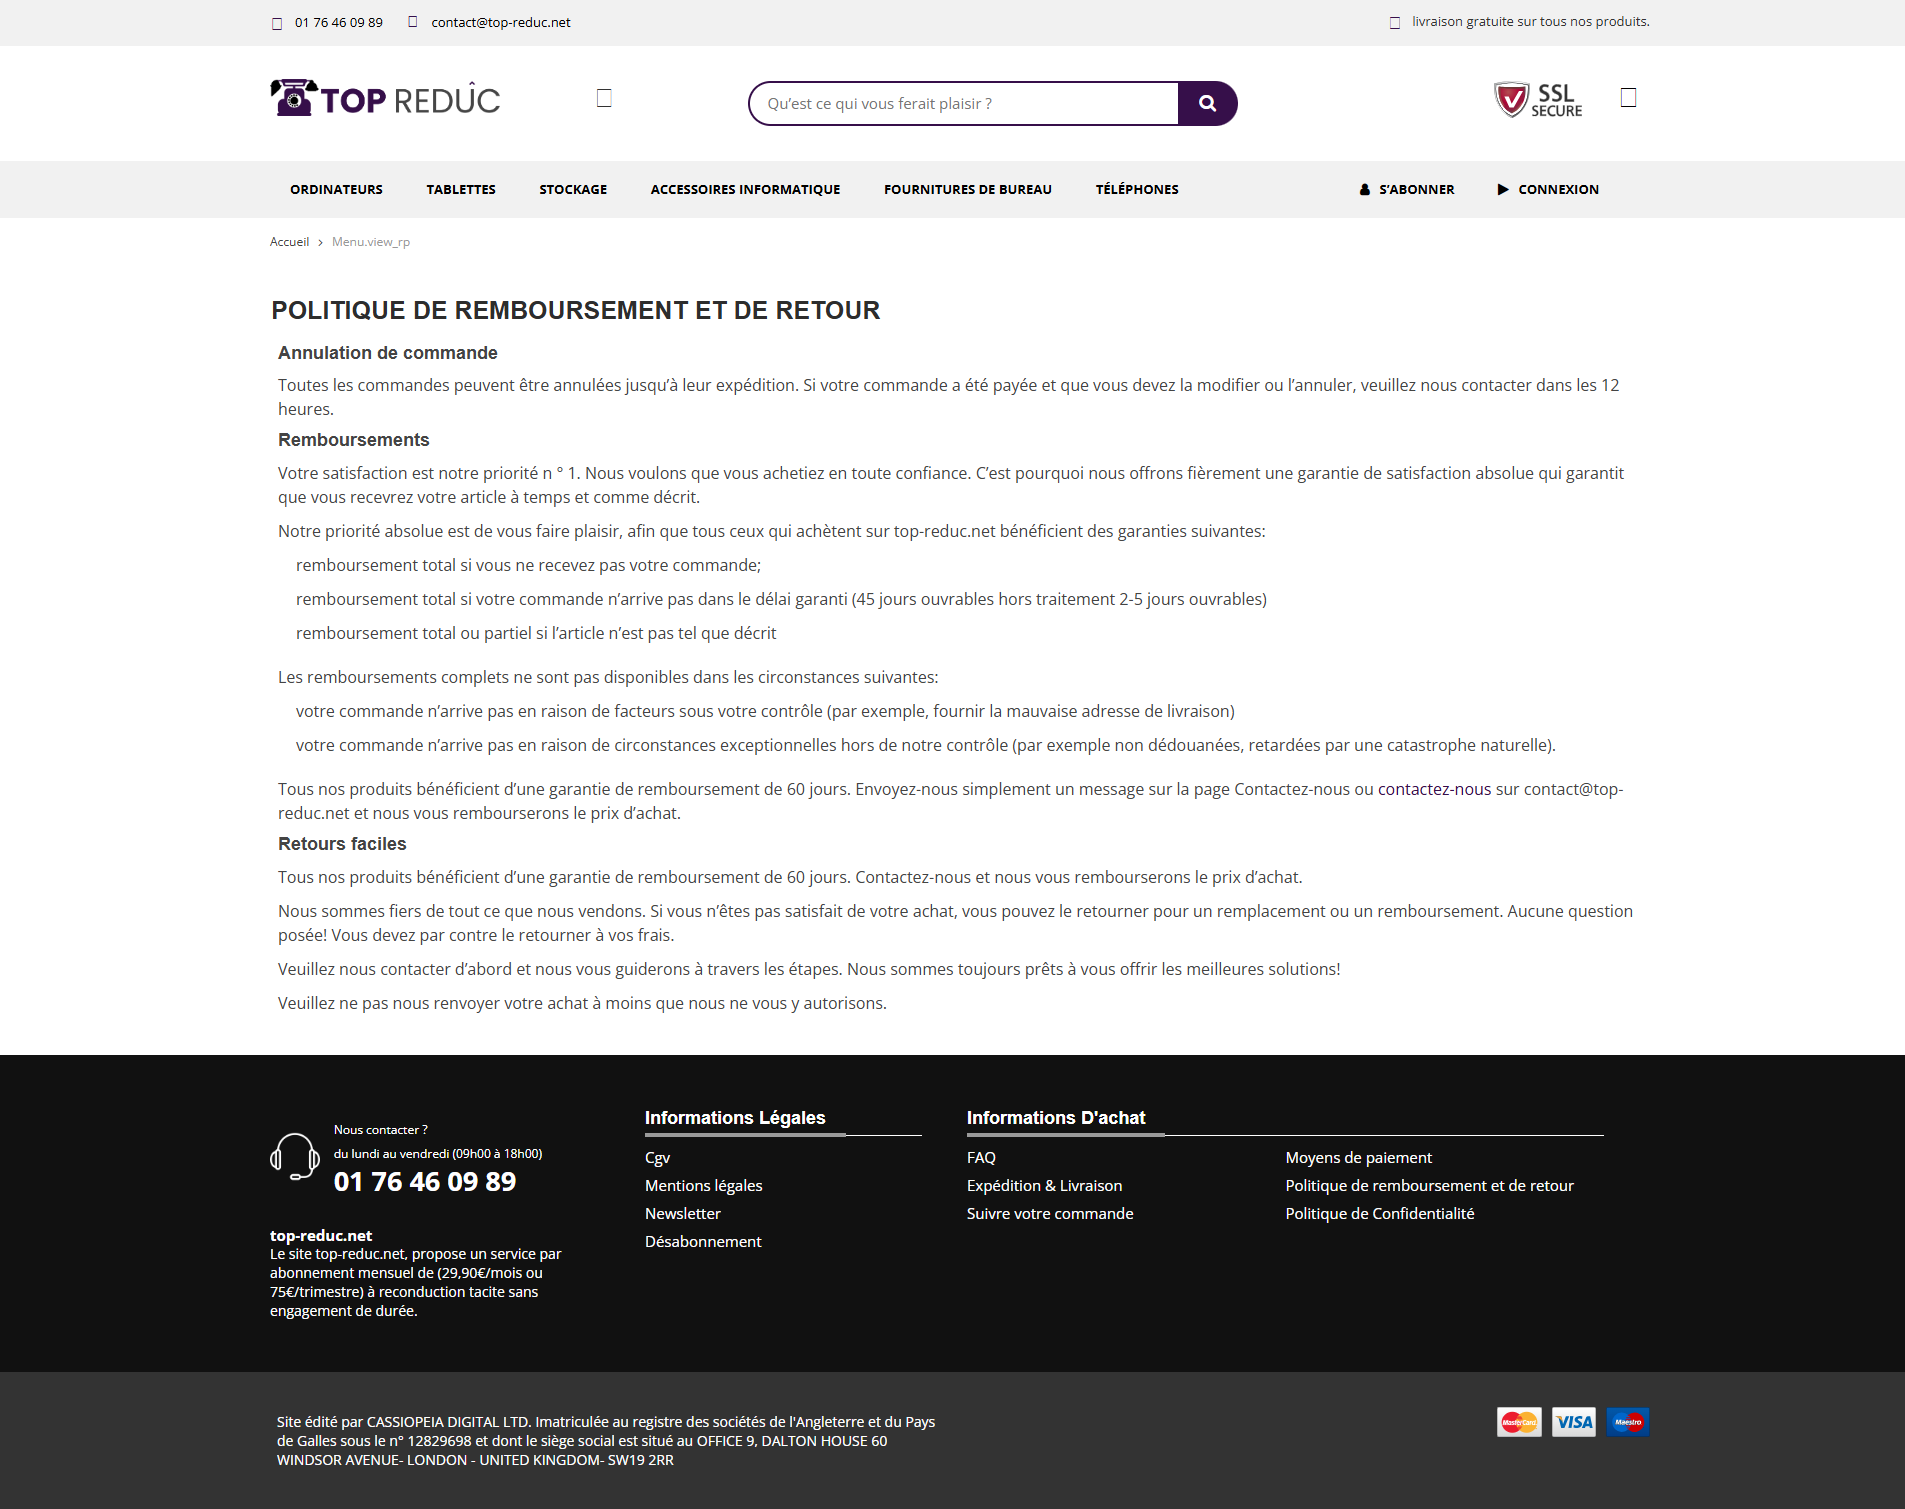 01 76 46 09 89 contact@top-reduc.net livraison gratuite sur tous nos produits.
TOP REDÛC Qu’est ce qui vous ferait plaisir ? SSL SECURE
ORDINATEURS TABLETTES STOCKAGE ACCESSOIRES INFORMATIQUE FOURNITURES DE BUREAU TÉLÉPHONES S’ABONNER CONNEXION
Accueil > Menu.view_rp
POLITIQUE DE REMBOURSEMENT ET DE RETOUR
Annulation de commande
Toutes les commandes peuvent être annulées jusqu’à leur expédition. Si votre commande a été payée et que vous devez la modifier ou l’annuler, veuillez nous contacter dans les 12
heures.
Remboursements
Votre satisfaction est notre priorité n ° 1. Nous voulons que vous achetiez en toute confiance. C’est pourquoi nous offrons fièrement une garantie de satisfaction absolue qui garantit
que vous recevrez votre article à temps et comme décrit.
Notre priorité absolue est de vous faire plaisir, afin que tous ceux qui achètent sur top-reduc.net bénéficient des garanties suivantes:
remboursement total si vous ne recevez pas votre commande;
remboursement total si votre commande n’arrive pas dans le délai garanti (45 jours ouvrables hors traitement 2-5 jours ouvrables)
remboursement total ou partiel si l’article n’est pas tel que décrit
Les remboursements complets ne sont pas disponibles dans les circonstances suivantes:
votre commande n’arrive pas en raison de facteurs sous votre contrôle (par exemple, fournir la mauvaise adresse de livraison)
votre commande n’arrive pas en raison de circonstances exceptionnelles hors de notre contrôle (par exemple non dédouanées, retardées par une catastrophe naturelle).
Tous nos produits bénéficient d’une garantie de remboursement de 60 jours. Envoyez-nous simplement un message sur la page Contactez-nous ou contactez-nous sur contact@top-
reduc.net et nous vous rembourserons le prix d’achat.
Retours faciles
Tous nos produits bénéficient d’une garantie de remboursement de 60 jours. Contactez-nous et nous vous rembourserons le prix d’achat.
Nous sommes fiers de tout ce que nous vendons. Si vous n’êtes pas satisfait de votre achat, vous pouvez le retourner pour un remplacement ou un remboursement. Aucune question
posée! Vous devez par contre le retourner à vos frais.
Veuillez nous contacter d’abord et nous vous guiderons à travers les étapes. Nous sommes toujours prêts à vous offrir les meilleures solutions!
Veuillez ne pas nous renvoyer votre achat à moins que nous ne vous y autorisons.
Nous contacter ?
du lundi au vendredi (09h00 à 18h00)
01 76 46 09 89
top-reduc.net
Le site top-reduc.net, propose un service par
abonnement mensuel de (29,90€/mois ou
75€/trimestre) à reconduction tacite sans
engagement de durée.
Informations Légales
Cgv
Mentions légales
Newsletter
Désabonnement
Informations D'achat
FAQ
Expédition & Livraison
Suivre votre commande
Moyens de paiement
Politique de remboursement et de retour
Politique de Confidentialité
Site édité par CASSIOPEIA DIGITAL LTD. Imatriculée au registre des sociétés de l'Angleterre et du Pays
de Galles sous le n° 12829698 et dont le siège social est situé au OFFICE 9, DALTON HOUSE 60
WINDSOR AVENUE- LONDON - UNITED KINGDOM- SW19 2RR
MasterCard VISA Maestro